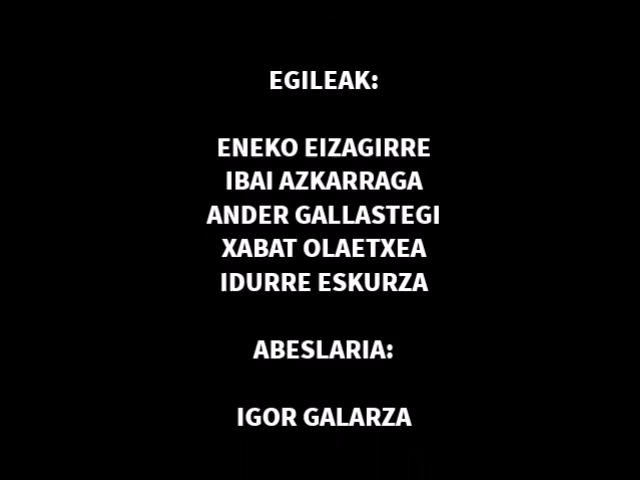 EGILEAK:
ENEKO EIZAGIRRE
IBAI AZKARRAGA
ANDER GALLASTEGI
XABAT OLAETXEA
IDURRE ESKURZA
ABESLARIA:
IGOR GALARZA